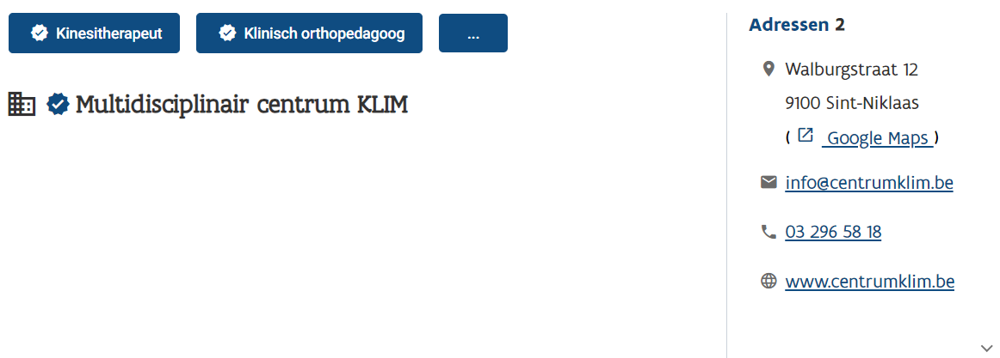 Kinesitherapeut
Klinisch orthopedagoog
...
Multidisciplinair centrum KLIM
Adressen 2
Walburgstraat 12
9100 Sint-Niklaas
( Google Maps )
info@centrumklim.be
03 296 58 18
www.centrumklim.be